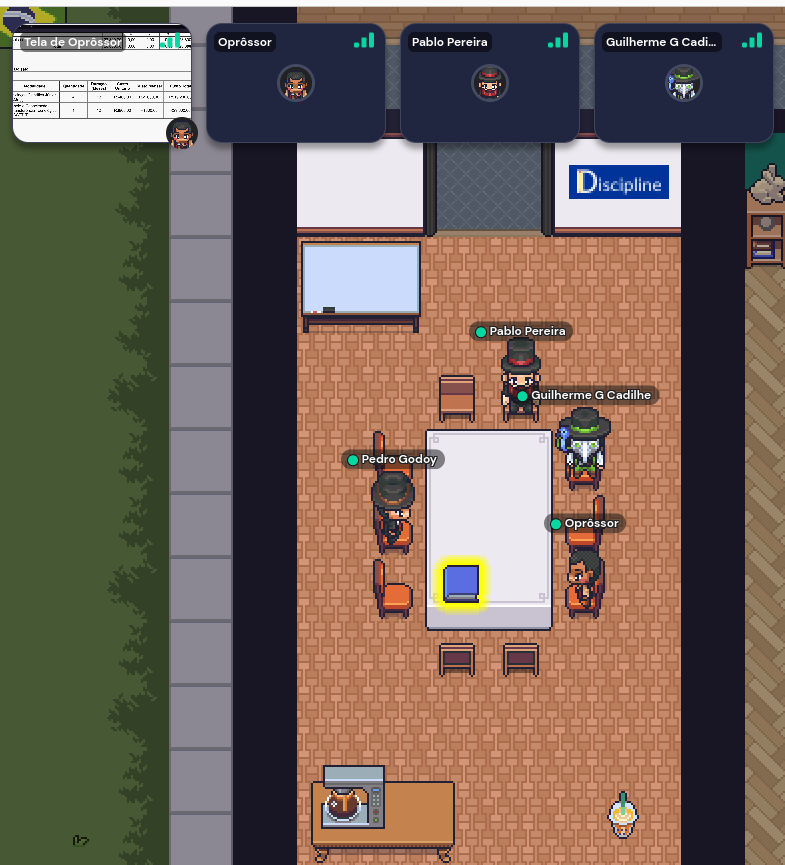 Tela de Oprôssor
Oprôssor
Pablo Pereira
Guilherme G Cadi...
Discipline
Pablo Pereira
Guilherme G Cadilhe
Pedro Godoy
Oprôssor